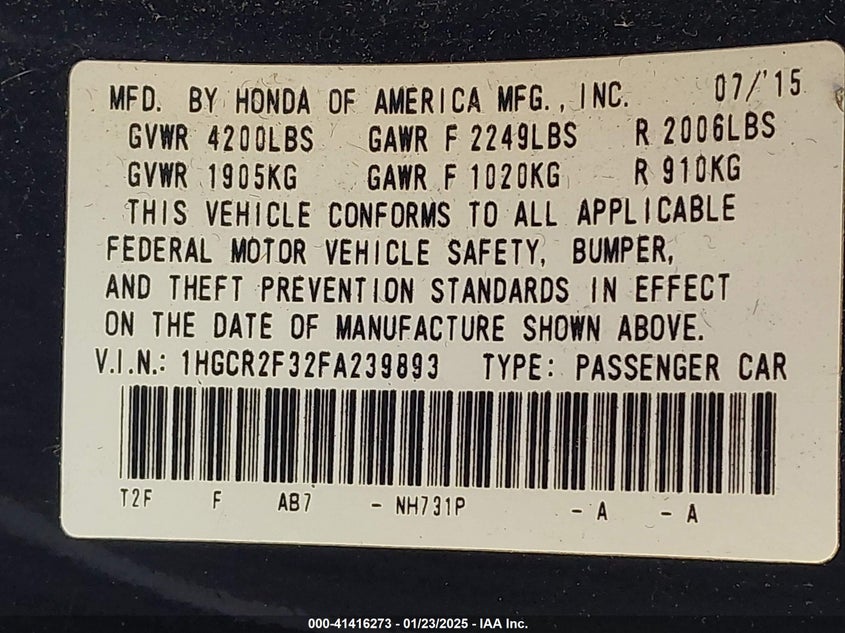 MFD. BY HONDA OF AMERICA MFG., INC. 07/'15
GVWR 4200LBS GAWR F 2249LBS R 2006LBS
GVWR 1905KG GAWR F 1020KG R 910KG
THIS VEHICLE CONFORMS TO ALL APPLICABLE
FEDERAL MOTOR VEHICLE SAFETY, BUMPER,
AND THEFT PREVENTION STANDARDS IN EFFECT
ON THE DATE OF MANUFACTURE SHOWN ABOVE.
V.I.N.: 1HGCR2F32FA239893 TYPE: PASSENGER CAR
T2F F AB7 - NH731P - A - A
000-41416273 - 01/23/2025 - IAA Inc.